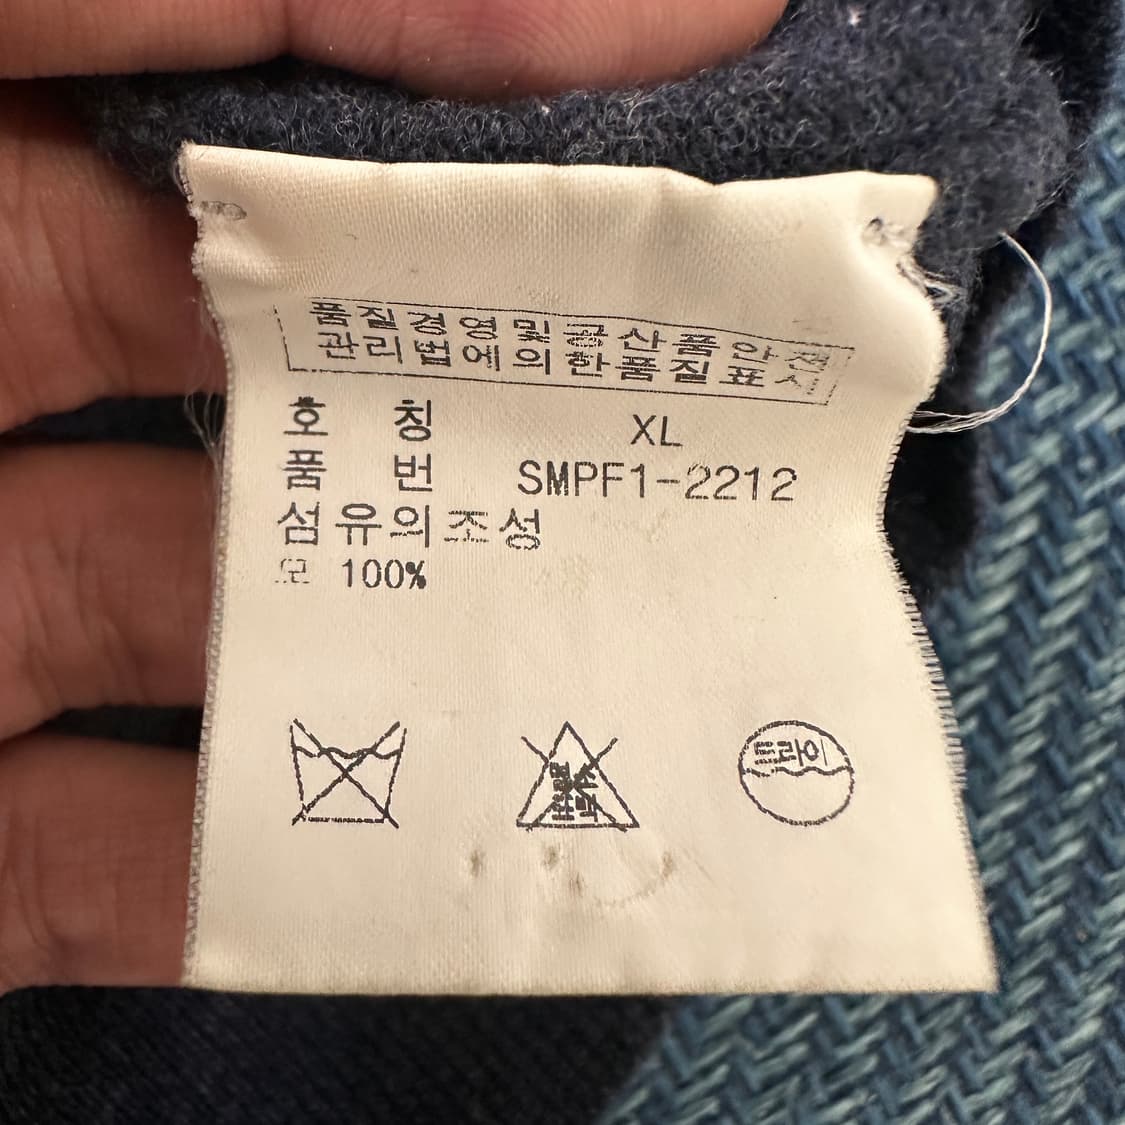 품질경영및공산품안전
관리법에의한품질표시
호 칭 XL
품 번 SMPF1-2212
섬유의조성
모 100%
드라이